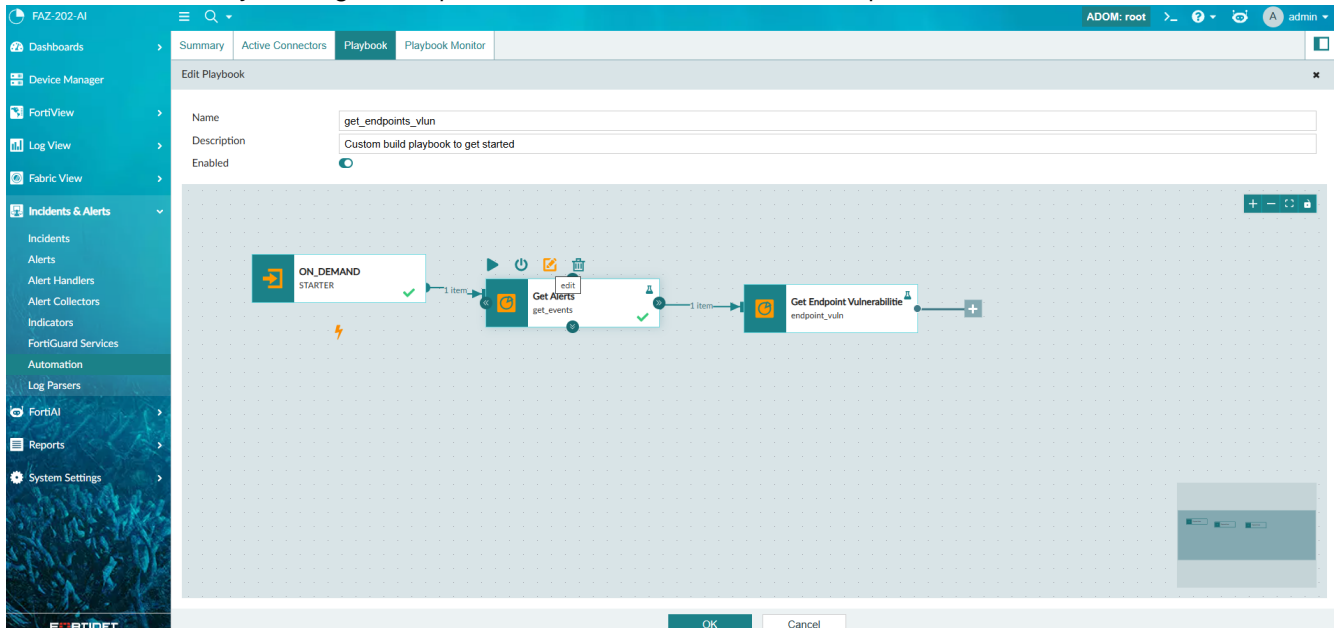 FAZ-202-AI
ADOM: root
admin
A
Dashboards
Device Manager
FortiView
Log View
Fabric View
Incidents & Alerts
Incidents
Alerts
Alert Handlers
Alert Collectors
Indicators
FortiGuard Services
Automation
Log Parsers
FortiAI
Reports
System Settings
Summary Active Connectors Playbook Playbook Monitor
Edit Playbook
Name get_endpoints_vlun
Description Custom build playbook to get started
Enabled
ON_DEMAND
STARTER
1 item
edit
Get Alerts
get_events
1 item
Get Endpoint Vulnerabilitie
endpoint_vuln
OK Cancel